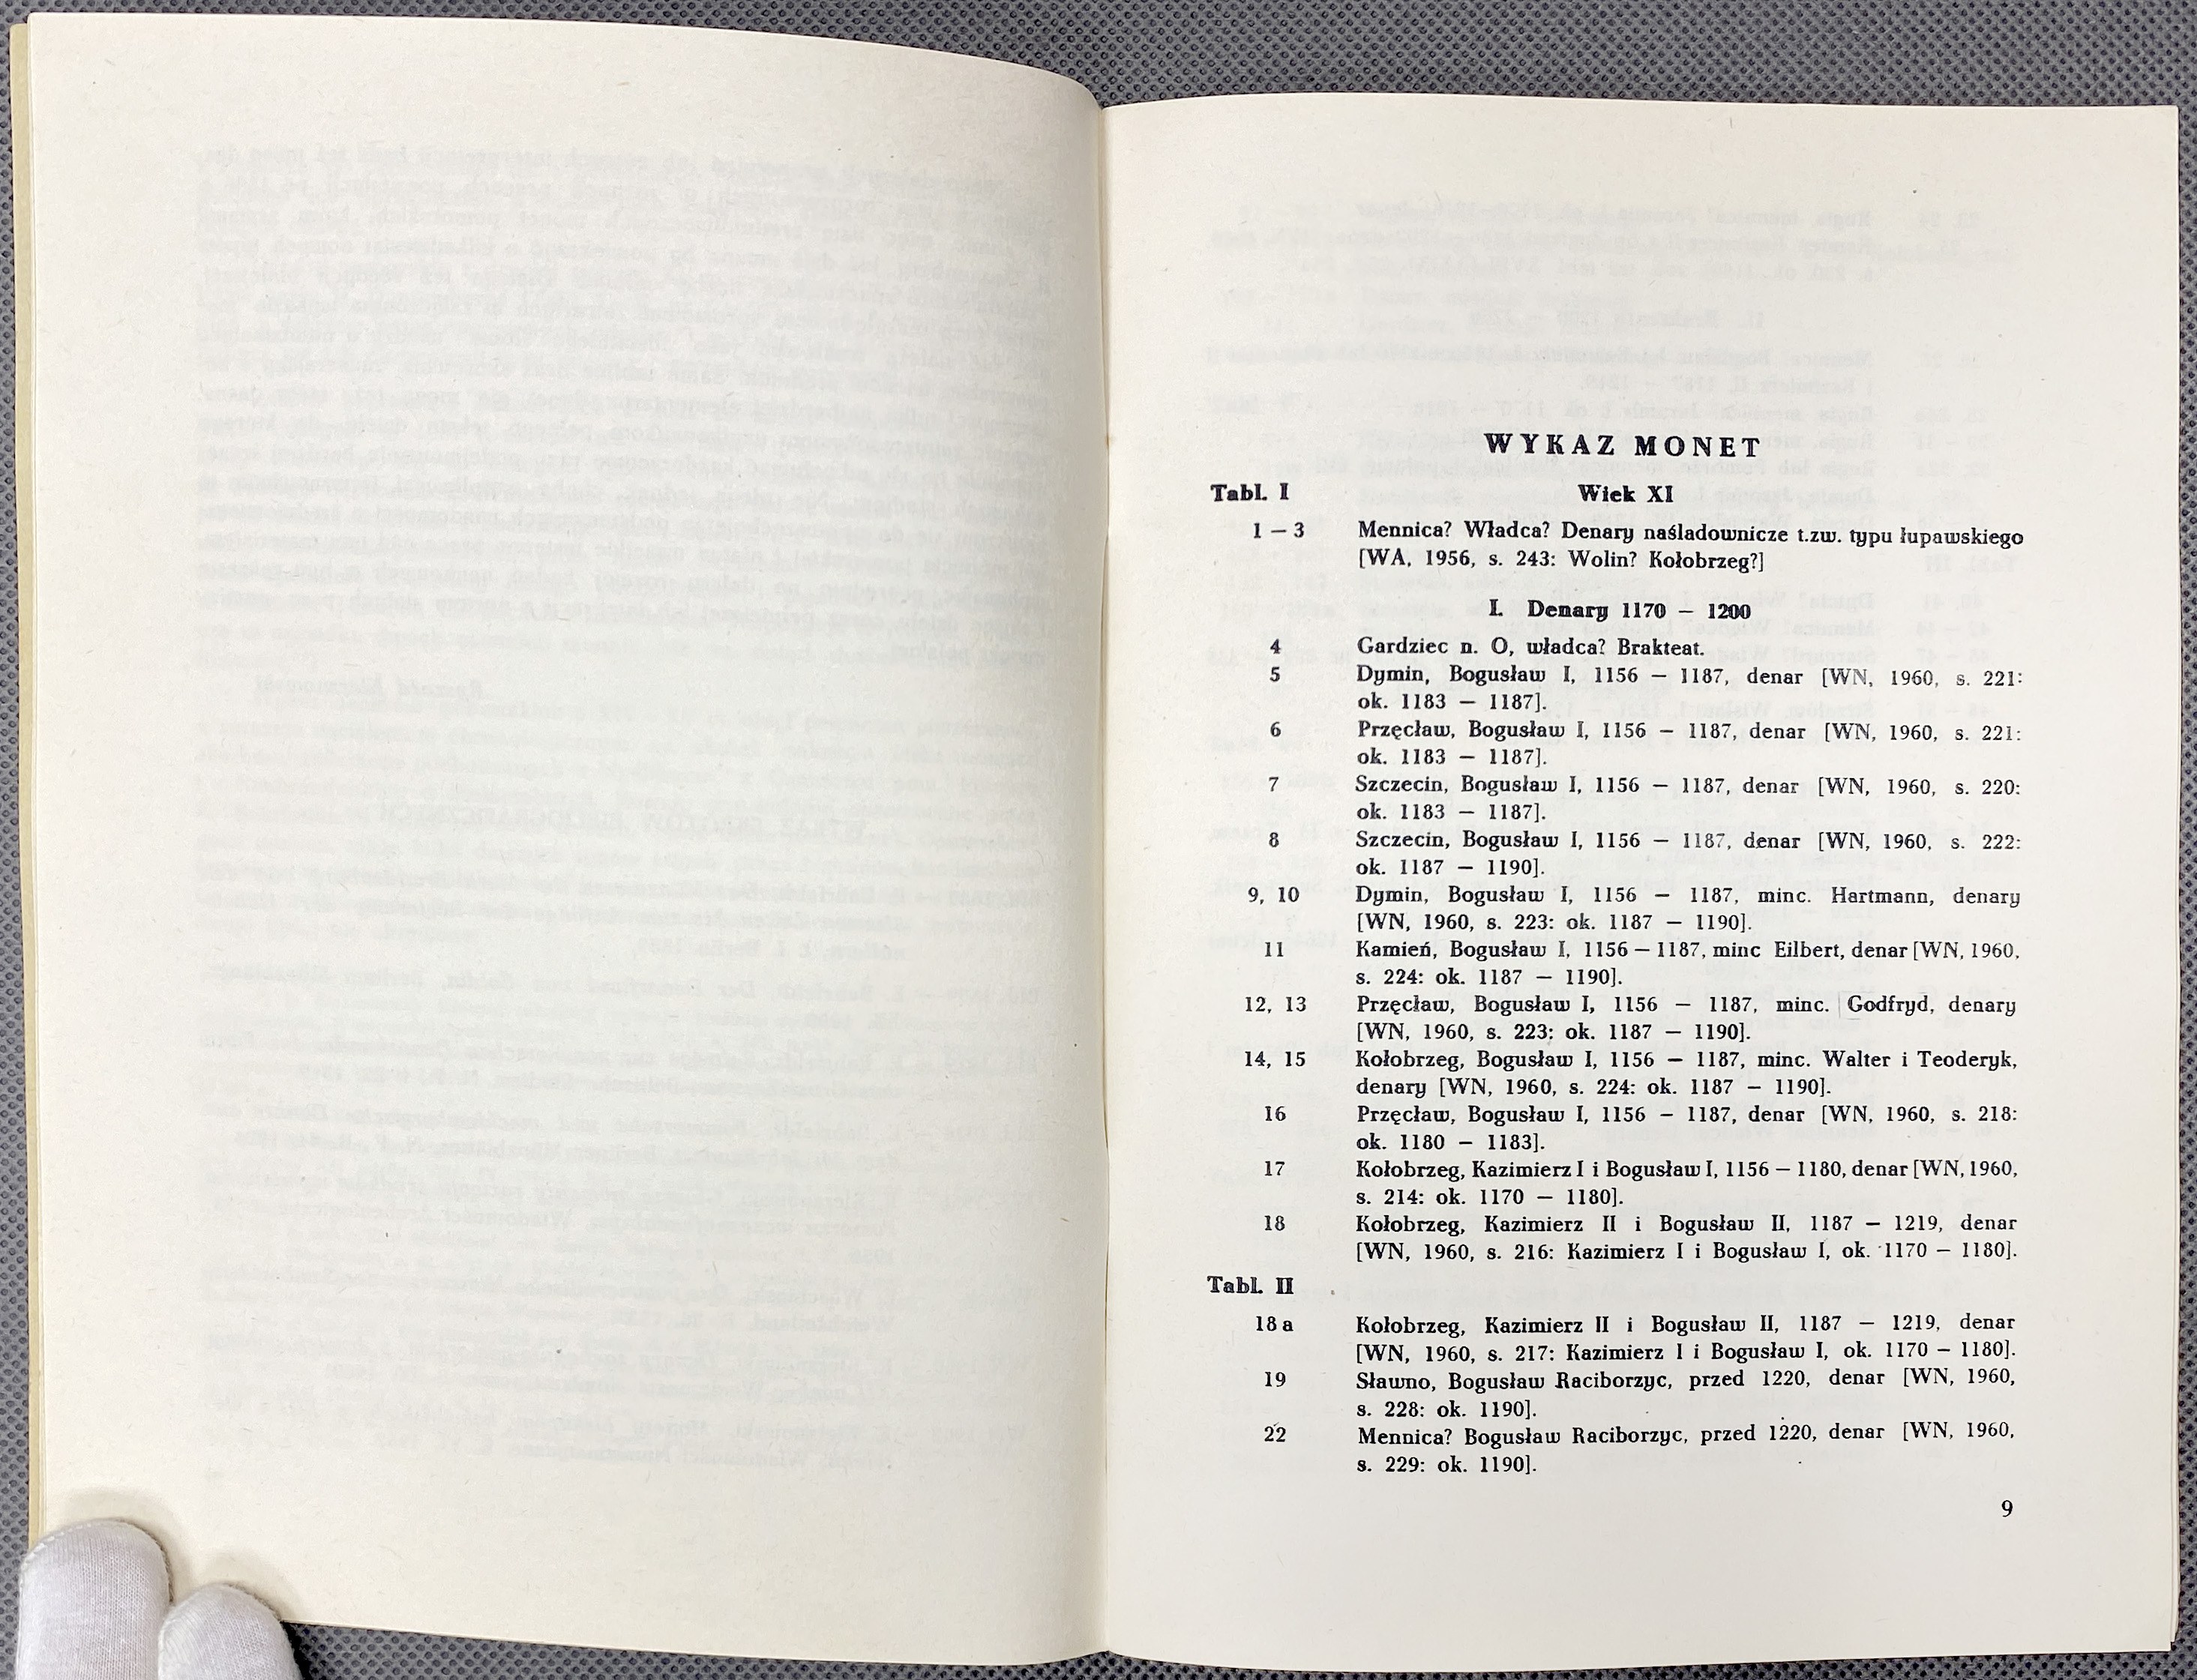 WYKAZ MONET
Tabl. I Wiek XI
1 – 3 Mennica? Władca? Denary naśladownicze t.zw. typu łupawskiego
[WA, 1956, s. 243: Wolin? Kołobrzeg?]
I. Denary 1170 – 1200
4 Gardziec n. O, władca? Brakteat.
5 Dymin, Bogusław I, 1156 – 1187, denar [WN, 1960, s. 221:
ok. 1183 – 1187].
6 Przęcław, Bogusław I, 1156 – 1187, denar [WN, 1960, s. 221:
ok. 1183 – 1187].
7 Szczecin, Bogusław I, 1156 – 1187, denar [WN, 1960, s. 220:
ok. 1183 – 1187].
8 Szczecin, Bogusław I, 1156 – 1187, denar [WN, 1960, s. 222:
ok. 1187 – 1190].
9, 10 Dymin, Bogusław I, 1156 – 1187, minc. Hartmann, denary
[WN, 1960, s. 223: ok. 1187 – 1190].
11 Kamień, Bogusław I, 1156 – 1187, minc Eilbert, denar [WN, 1960,
s. 224: ok. 1187 – 1190].
12, 13 Przęcław, Bogusław I, 1156 – 1187, minc. Godfryd, denary
[WN, 1960, s. 223; ok. 1187 – 1190].
14, 15 Kołobrzeg, Bogusław I, 1156 – 1187, minc. Walter i Teoderyk,
denary [WN, 1960, s. 224: ok. 1187 – 1190].
16 Przęcław, Bogusław I, 1156 – 1187, denar [WN, 1960, s. 218:
ok. 1180 – 1183].
17 Kołobrzeg, Kazimierz I i Bogusław I, 1156 – 1180, denar [WN, 1960,
s. 214: ok. 1170 – 1180].
18 Kołobrzeg, Kazimierz II i Bogusław II, 1187 – 1219, denar
[WN, 1960, s. 216: Kazimierz I i Bogusław I, ok. 1170 – 1180].
Tabl. II
18 a Kołobrzeg, Kazimierz II i Bogusław II, 1187 – 1219, denar
[WN, 1960, s. 217: Kazimierz I i Bogusław I, ok. 1170 – 1180].
19 Sławno, Bogusław Raciborzyc, przed 1220, denar [WN, 1960,
s. 228: ok. 1190].
22 Mennica? Bogusław Raciborzyc, przed 1220, denar [WN, 1960,
s. 229: ok. 1190].
9